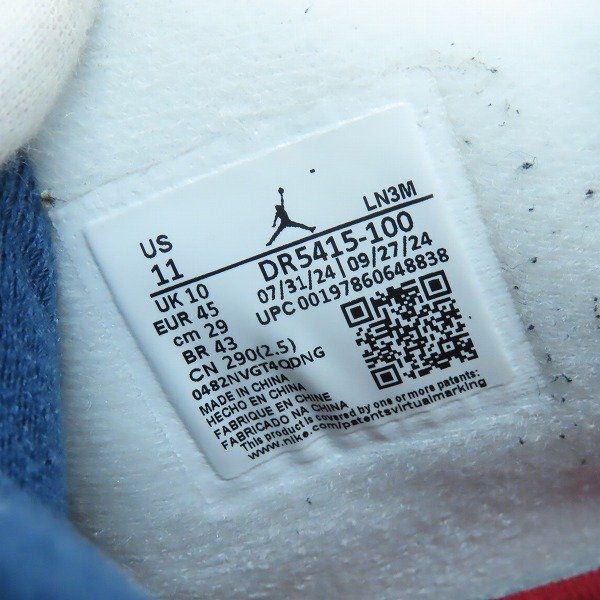 LN3M
US
11
DR5415-100
UK 10
07/31/24 | 09/27/24
EUR 45
UPC 00197860648838
cm 29
BR 43
CN 290(2.5)
0482NVGT4QDNG
MADE IN CHINA
HECHO EN CHINA
FABRIQUE EN CHINE
FABRICADO NA CHINA
This product is covered by one or more patents:
www.nike.com/patentsvirtualmarking